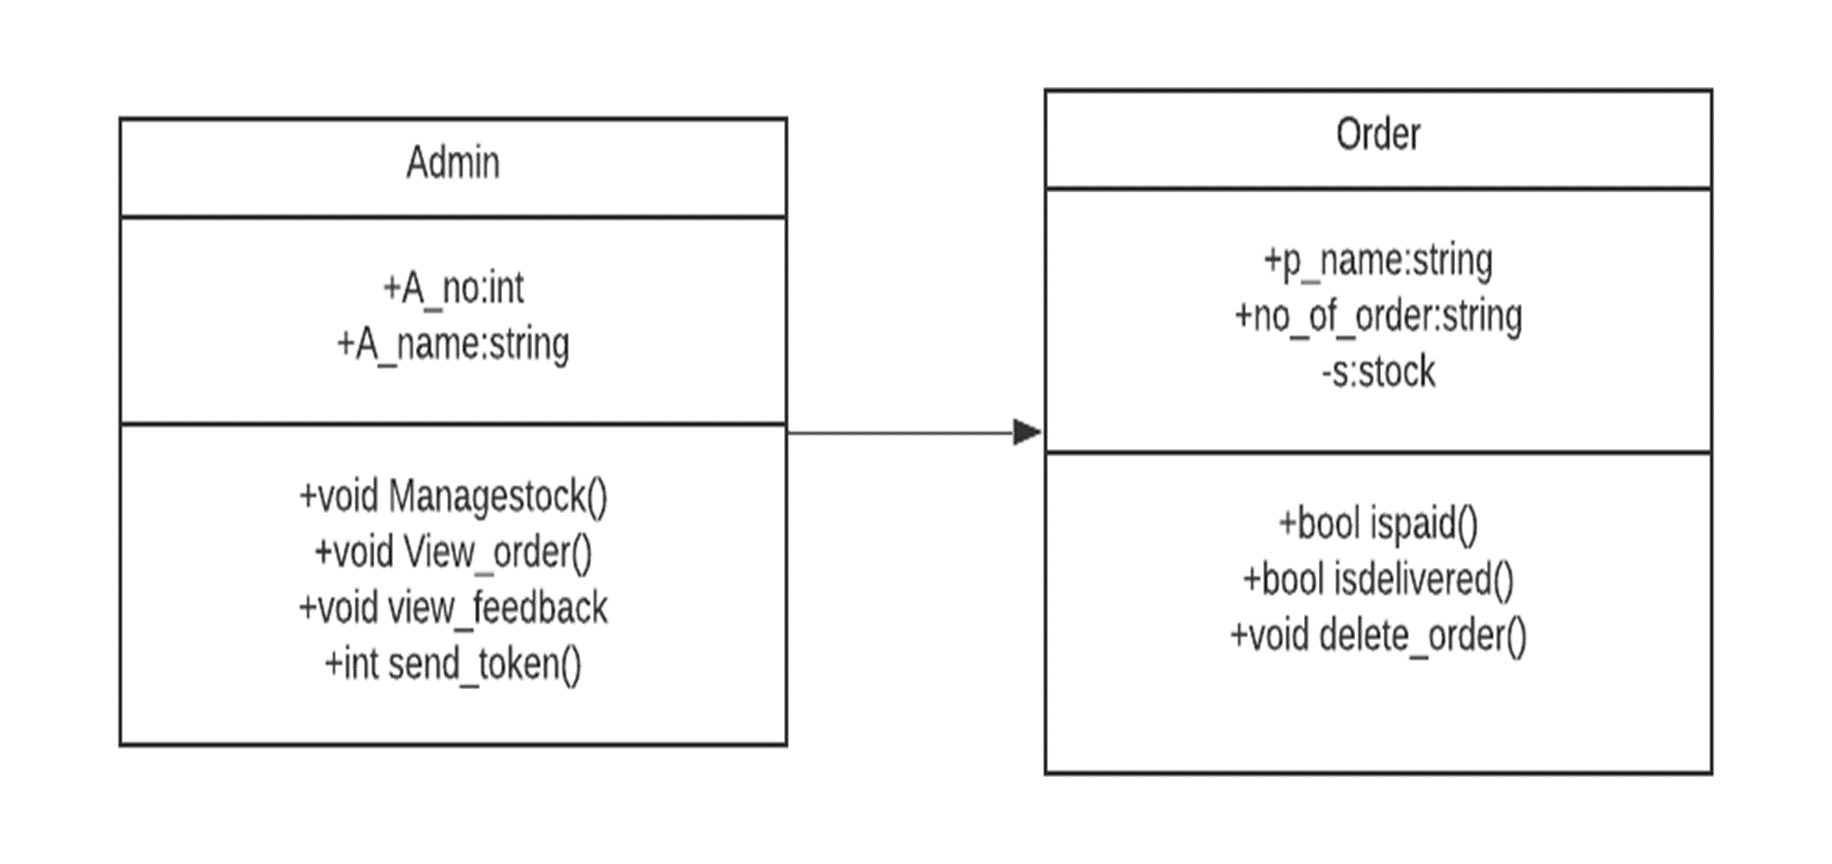 Admin
+A_no:int
+A_name:string
+void Managestock()
+void View_order()
+void view_feedback
+int send_token()
Order
+p_name:string
+no_of_order:string
-s:stock
+bool ispaid()
+bool isdelivered()
+void delete_order()